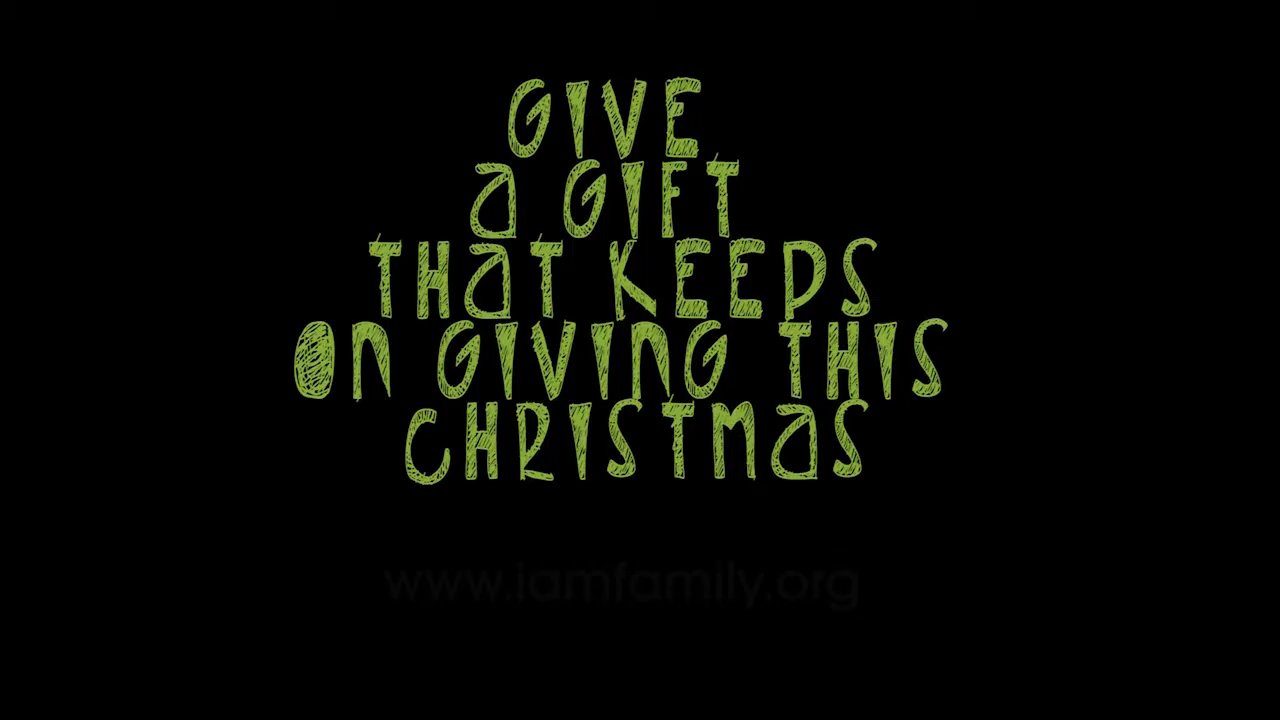 GIVE
a GIFT
THaT KEEPS
On GIVInG THIS
CHRISTmaS
www.iamfamily.org